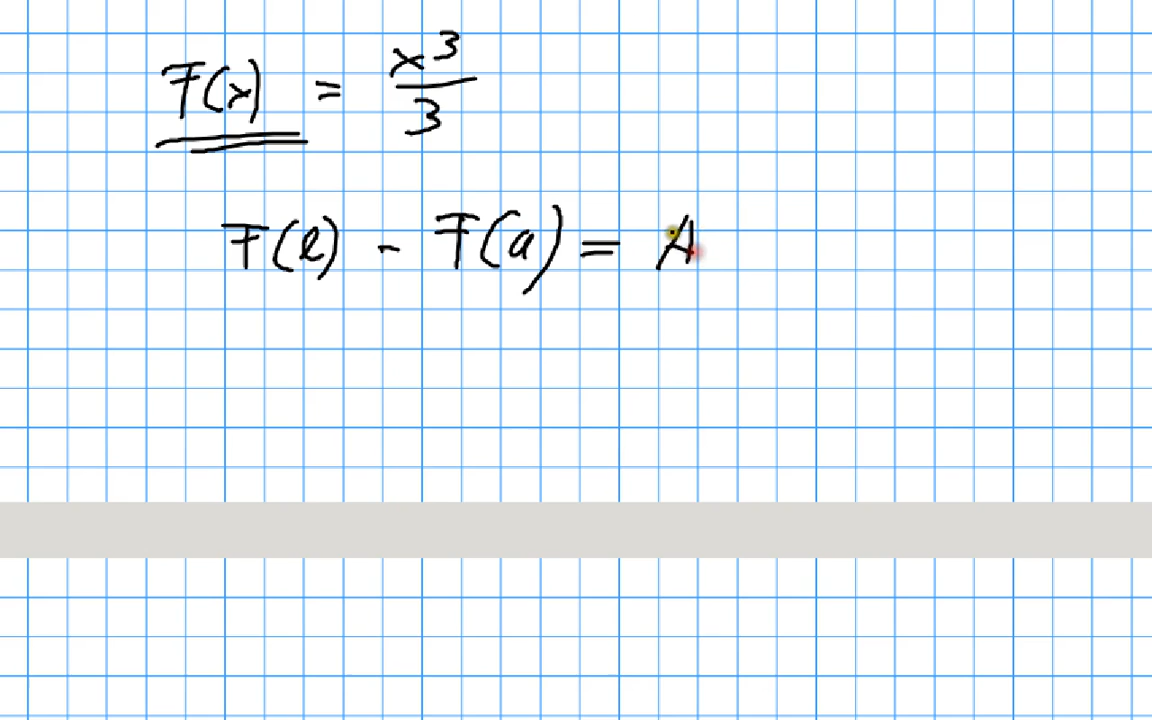 F(x) = x³/3
F(b) - F(a) = A